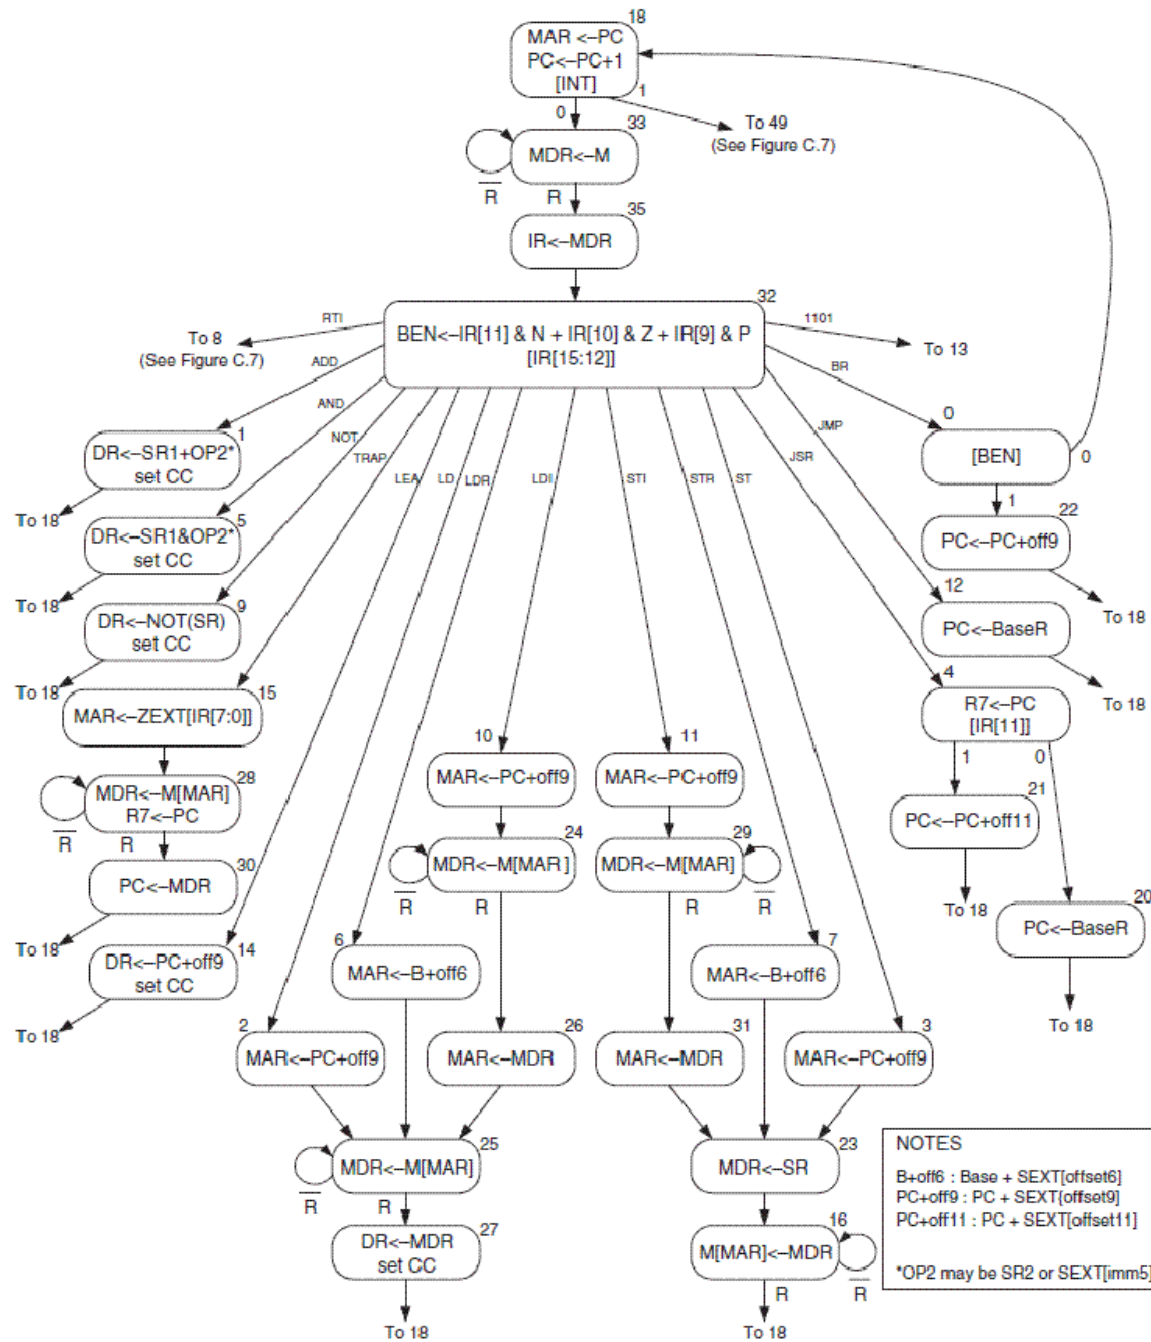 18
MAR <–PC
PC<–PC+1
[INT]
0
1
To 49
(See Figure C.7)
33
MDR<–M
R
R
35
IR<–MDR
32
BEN<–IR[11] & N + IR[10] & Z + IR[9] & P
[IR[15:12]]
RTI
To 8
(See Figure C.7)
1101
To 13
ADD
AND
NOT
TRAP
LEA
LD
LDR
LDI
STI
STR
ST
JSR
JMP
BR
1
DR<–SR1+OP2*
set CC
To 18
5
DR<–SR1&OP2*
set CC
To 18
9
DR<–NOT(SR)
set CC
To 18
15
MAR<–ZEXT[IR[7:0]]
28
MDR<–M[MAR]
R7<–PC
R
R
30
PC<–MDR
To 18
14
DR<–PC+off9
set CC
To 18
0
[BEN]
0
1
22
PC<–PC+off9
To 18
12
PC<–BaseR
To 18
4
R7<–PC
[IR[11]]
1
0
21
PC<–PC+off11
To 18
20
PC<–BaseR
To 18
10
MAR<–PC+off9
11
MAR<–PC+off9
24
MDR<–M[MAR]
R
R
29
MDR<–M[MAR]
R
R
6
MAR<–B+off6
7
MAR<–B+off6
2
MAR<–PC+off9
26
MAR<–MDR
31
MAR<–MDR
3
MAR<–PC+off9
25
MDR<–M[MAR]
R
R
23
MDR<–SR
27
DR<–MDR
set CC
To 18
16
M[MAR]<–MDR
R
R
To 18
NOTES
B+off6 : Base + SEXT[offset6]
PC+off9 : PC + SEXT[offset9]
PC+off11 : PC + SEXT[offset11]
*OP2 may be SR2 or SEXT[imm5]